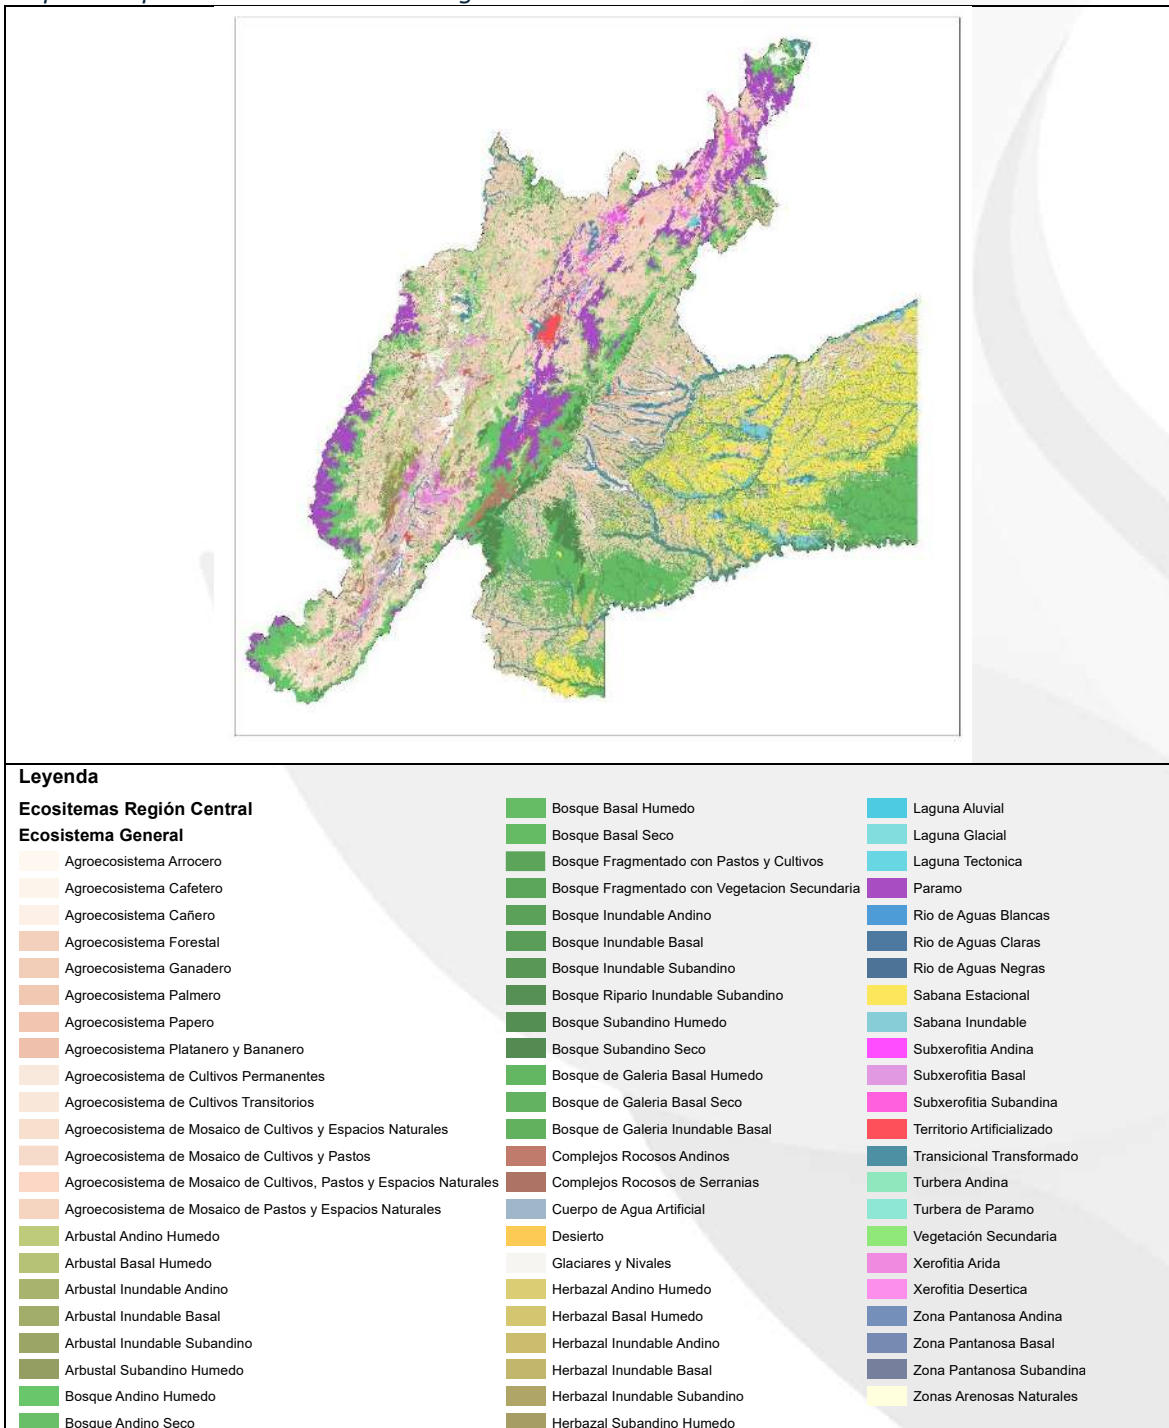 Leyenda
Ecositemas Región Central
Ecosistema General
Agroecosistema Arrocero
Agroecosistema Cafetero
Agroecosistema Cañero
Agroecosistema Forestal
Agroecosistema Ganadero
Agroecosistema Palmero
Agroecosistema Papero
Agroecosistema Platanero y Bananero
Agroecosistema de Cultivos Permanentes
Agroecosistema de Cultivos Transitorios
Agroecosistema de Mosaico de Cultivos y Espacios Naturales
Agroecosistema de Mosaico de Cultivos y Pastos
Agroecosistema de Mosaico de Cultivos, Pastos y Espacios Naturales
Agroecosistema de Mosaico de Pastos y Espacios Naturales
Arbustal Andino Humedo
Arbustal Basal Humedo
Arbustal Inundable Andino
Arbustal Inundable Basal
Arbustal Inundable Subandino
Arbustal Subandino Humedo
Bosque Andino Humedo
Bosque Andino Seco
Bosque Basal Humedo
Bosque Basal Seco
Bosque Fragmentado con Pastos y Cultivos
Bosque Fragmentado con Vegetacion Secundaria
Bosque Inundable Andino
Bosque Inundable Basal
Bosque Inundable Subandino
Bosque Ripario Inundable Subandino
Bosque Subandino Humedo
Bosque Subandino Seco
Bosque de Galeria Basal Humedo
Bosque de Galeria Basal Seco
Bosque de Galeria Inundable Basal
Complejos Rocosos Andinos
Complejos Rocosos de Serranias
Cuerpo de Agua Artificial
Desierto
Glaciares y Nivales
Herbazal Andino Humedo
Herbazal Basal Humedo
Herbazal Inundable Andino
Herbazal Inundable Basal
Herbazal Inundable Subandino
Herbazal Subandino Humedo
Laguna Aluvial
Laguna Glacial
Laguna Tectonica
Paramo
Rio de Aguas Blancas
Rio de Aguas Claras
Rio de Aguas Negras
Sabana Estacional
Sabana Inundable
Subxerofitia Andina
Subxerofitia Basal
Subxerofitia Subandina
Territorio Artificializado
Transicional Transformado
Turbera Andina
Turbera de Paramo
Vegetación Secundaria
Xerofitia Arida
Xerofitia Desertica
Zona Pantanosa Andina
Zona Pantanosa Basal
Zona Pantanosa Subandina
Zonas Arenosas Naturales